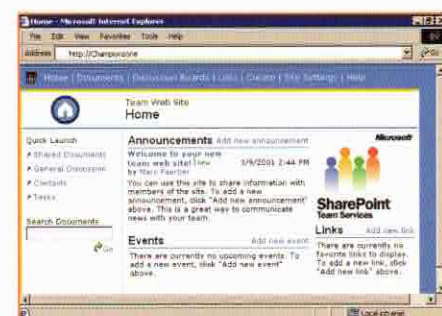 Home - Microsoft Internet Explorer
File Edit View Favorites Tools Help
Address http://Championzone
Go
Home | Documents | Discussion Boards | Lists | Create | Site Settings | Help
Team Web Site
Home
Quick Launch
Shared Documents
General Discussion
Contacts
Tasks
Search Documents
Go
Announcements Add new announcement
Welcome to your new
team web site! New 3/9/2001 2:44 PM
by Marc
You can use this site to share information with
members of the site. To add a new
announcement, click "Add new announcement"
above. This is a great way to communicate
news with your team.
Events Add new event
There are currently no upcoming events. To
add a new event, click "Add new event"
above.
Microsoft
SharePoint
Team Services
Links Add new link
There are currently no
favorite links to display.
To add a new link, click
"Add new link" above.
Local intranet